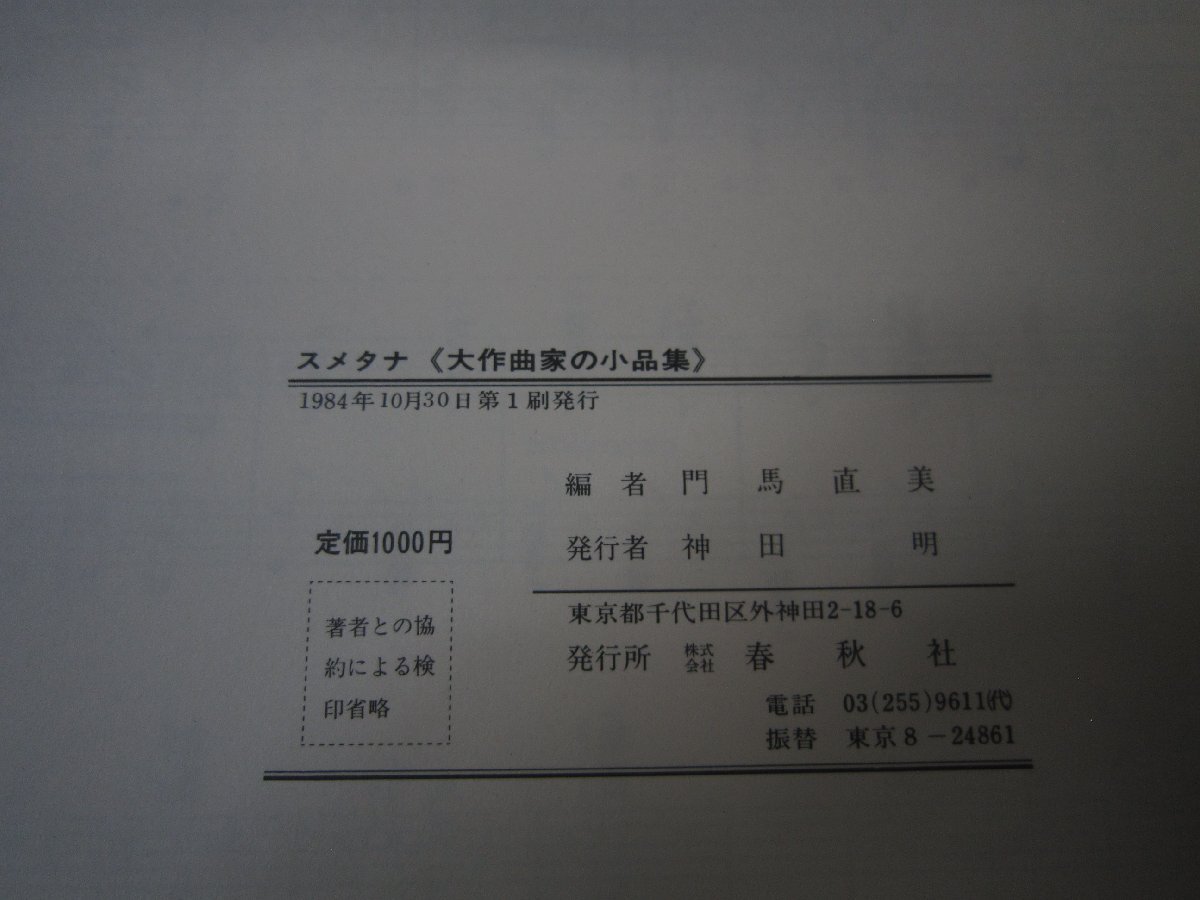 スメタナ《大作曲家の小品集》
1984年10月30日第1刷発行
編者 門馬直美
発行者 神田明
定価1000円
著者との協
約による検
印省略
東京都千代田区外神田2-18-6
発行所 株式会社 春秋社
電話 03(255)9611(代)
振替 東京8-24861